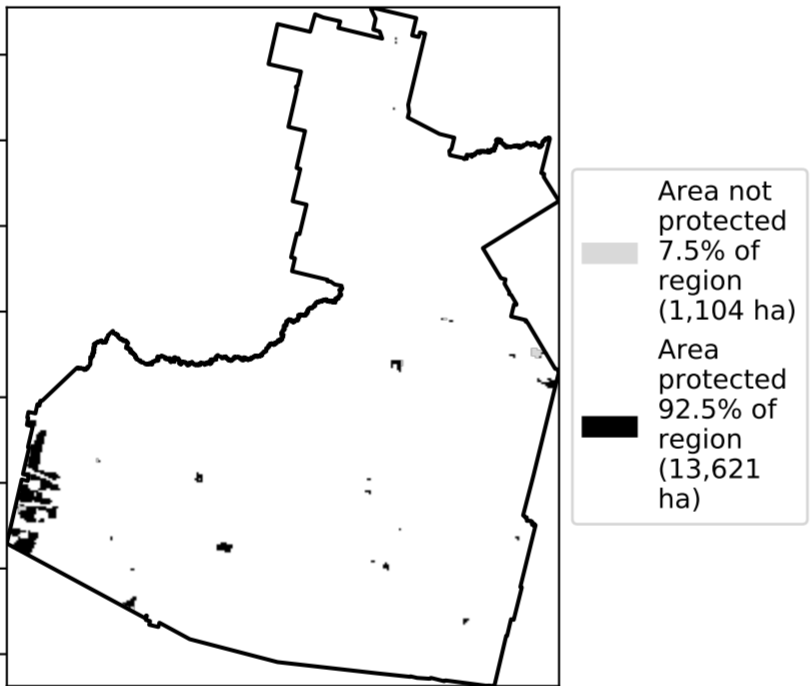 Area not
protected
7.5% of
region
(1,104 ha)
Area
protected
92.5% of
region
(13,621
ha)